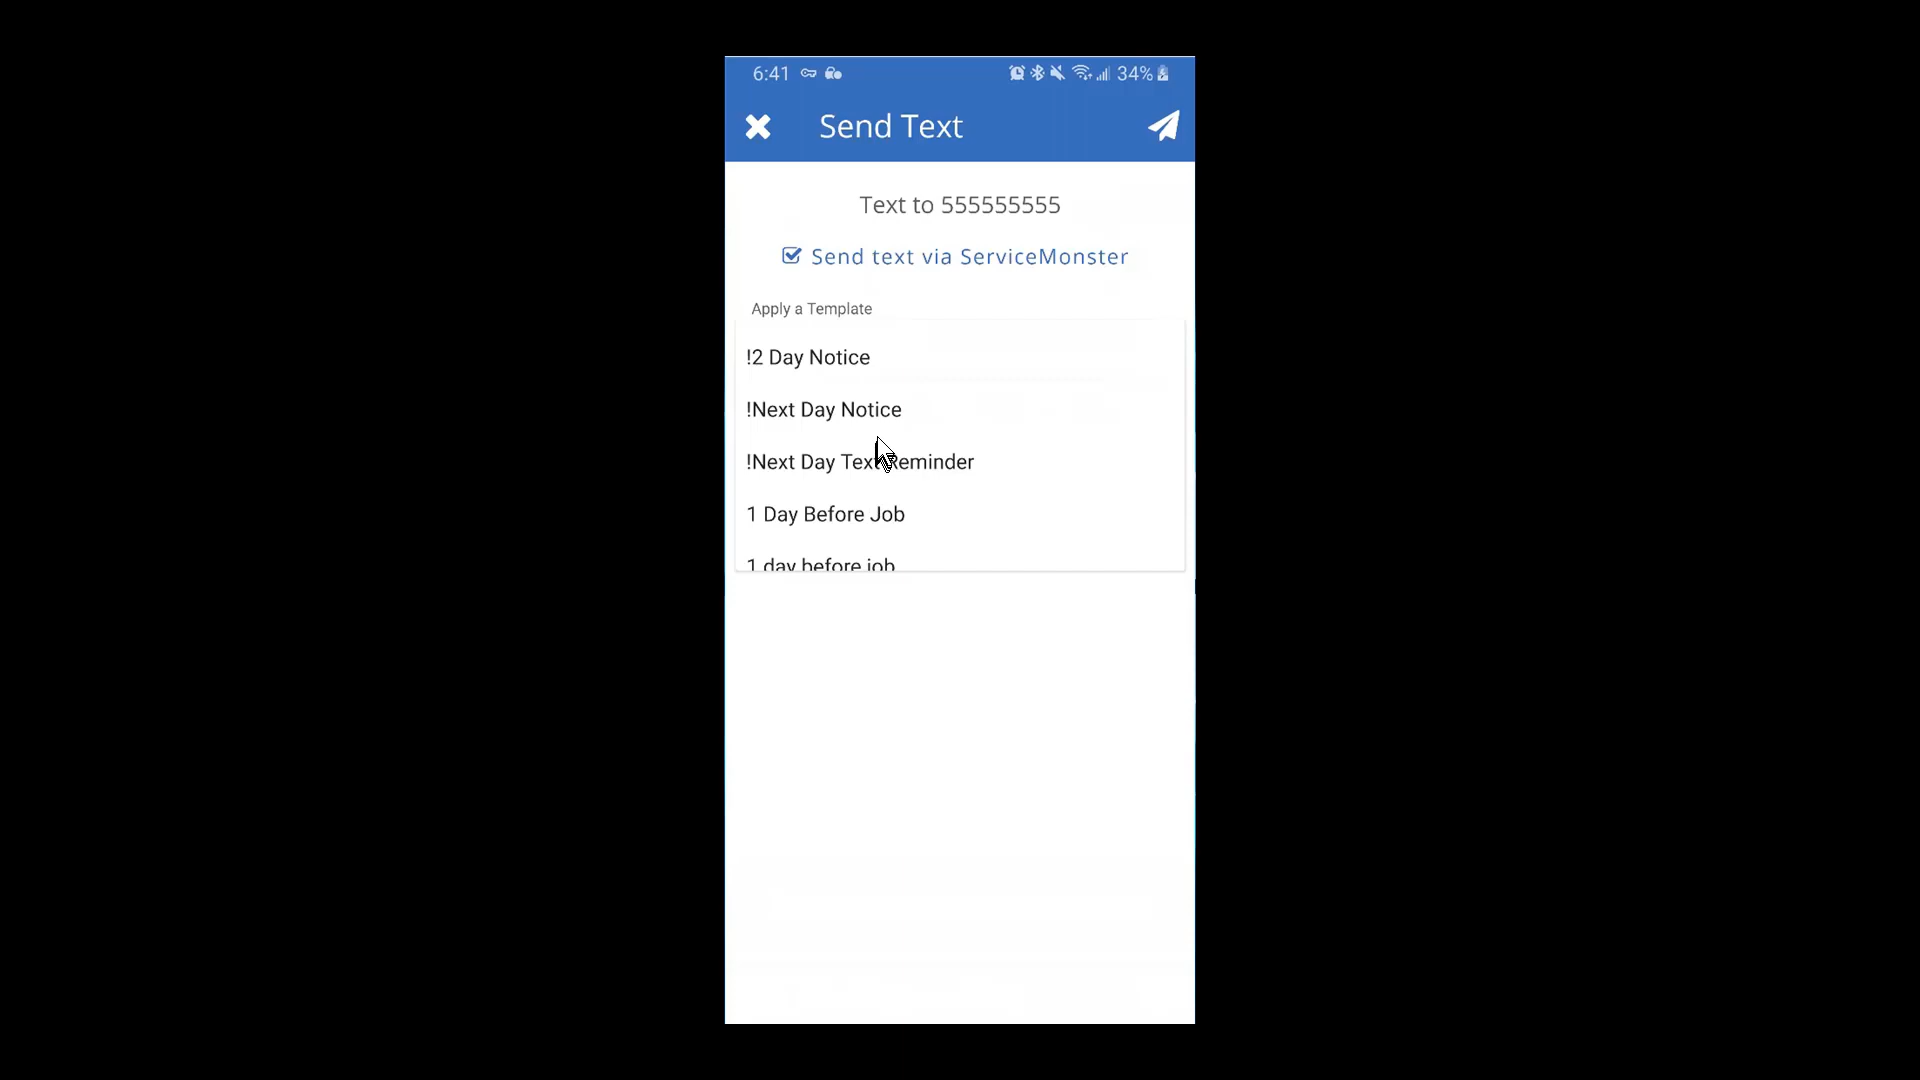 6:41 34%
Send Text
Text to 555555555
Send text via ServiceMonster
Apply a Template
!2 Day Notice
!Next Day Notice
!Next Day Text Reminder
1 Day Before Job
1 day before job